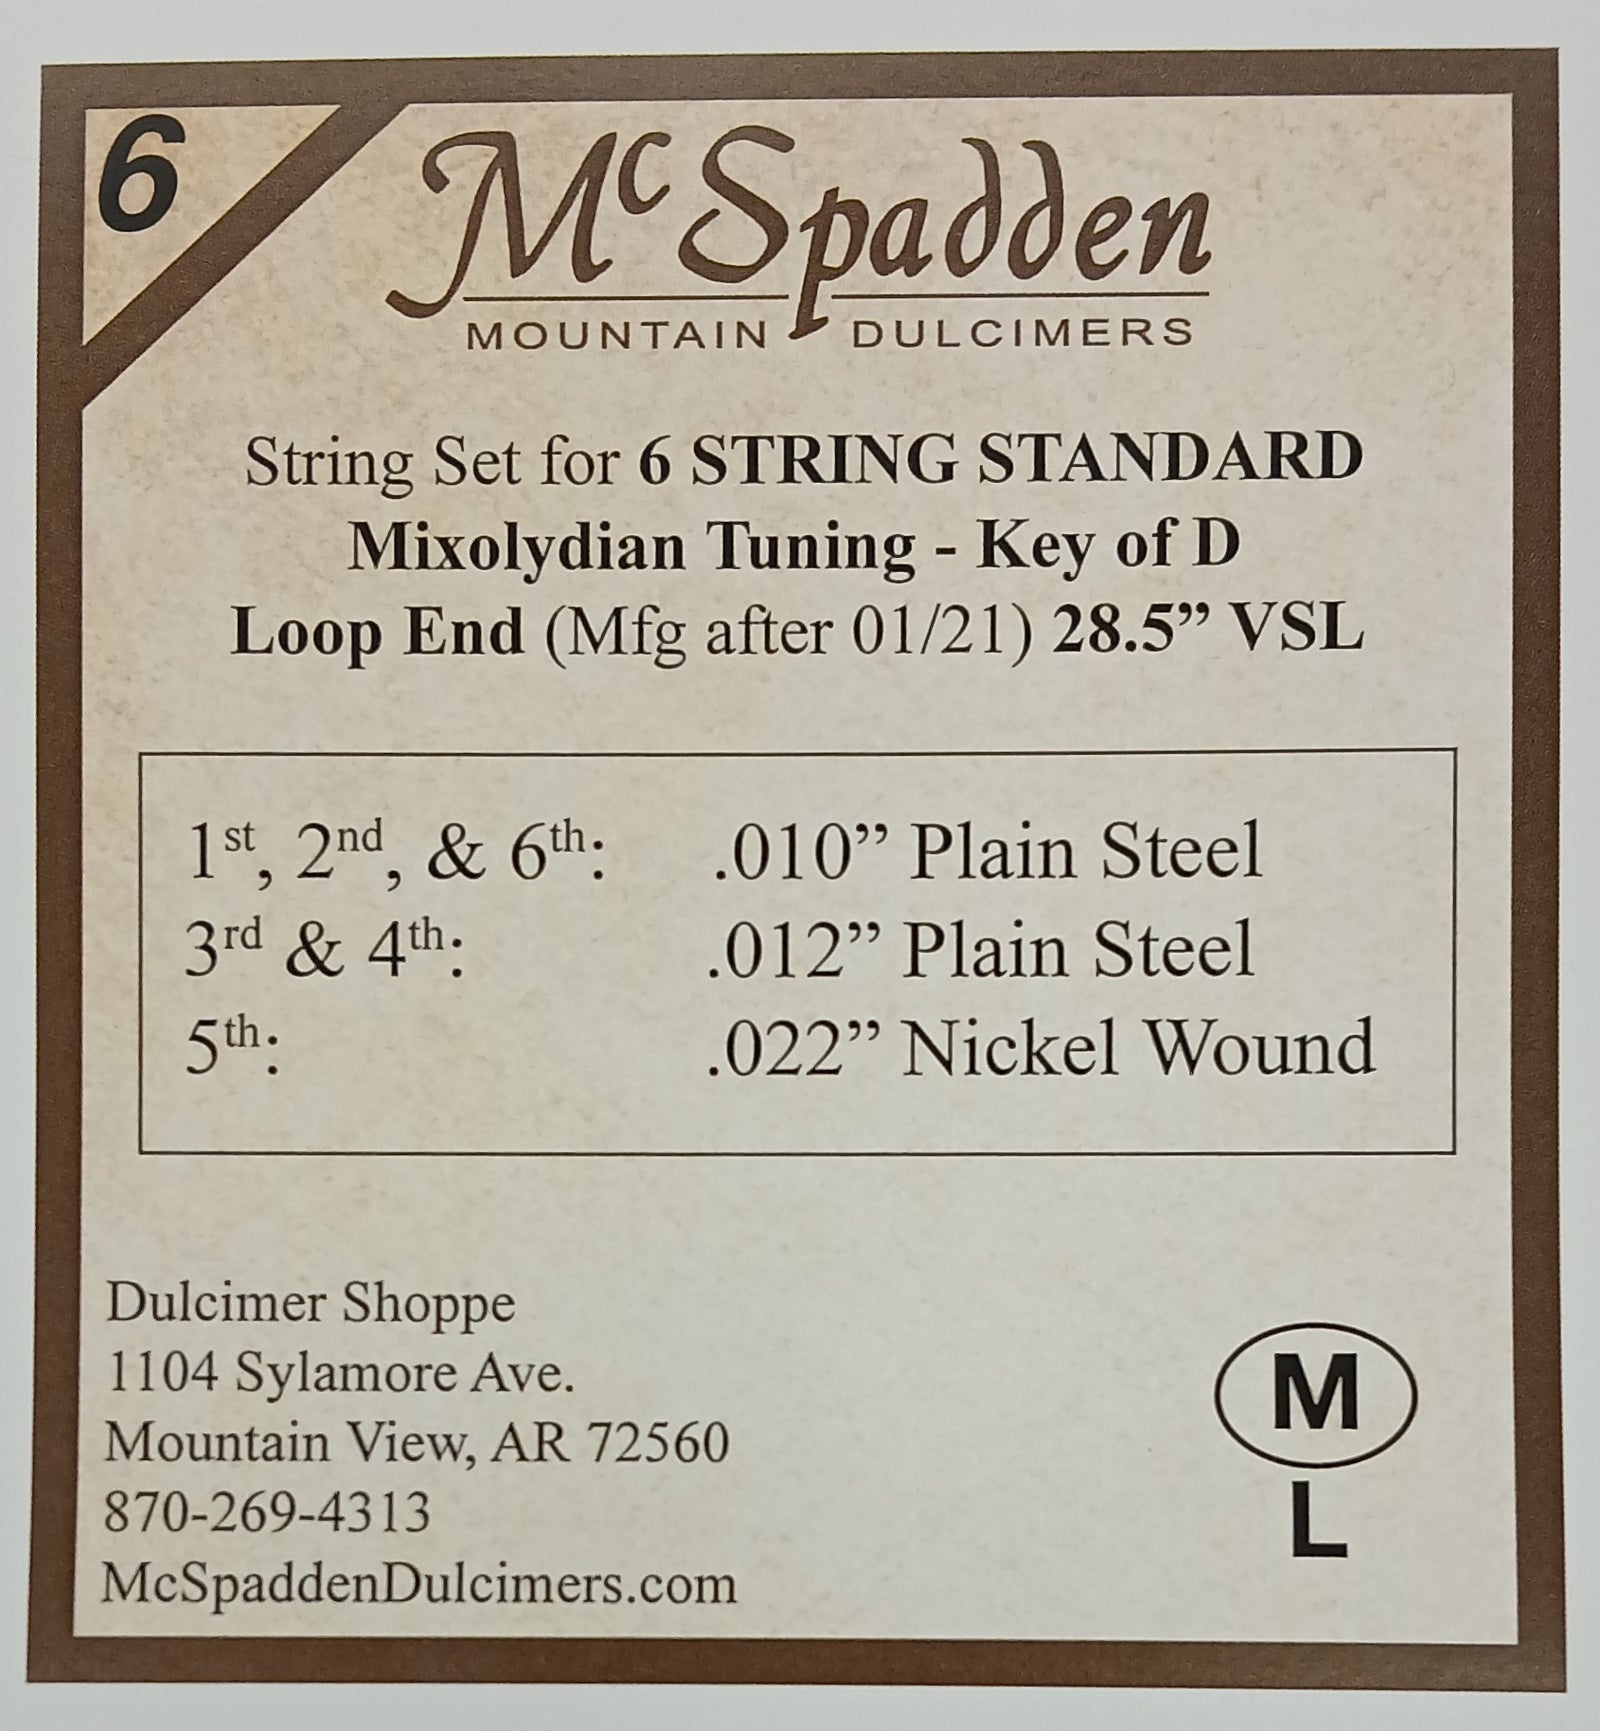 6
McSpadden
MOUNTAIN DULCIMERS
String Set for 6 STRING STANDARD
Mixolydian Tuning - Key of D
Loop End (Mfg after 01/21) 28.5” VSL
1st, 2nd, & 6th: .010” Plain Steel
3rd & 4th: .012” Plain Steel
5th: .022” Nickel Wound
Dulcimer Shoppe
1104 Sylamore Ave.
Mountain View, AR 72560
870-269-4313
McSpaddenDulcimers.com
M
L